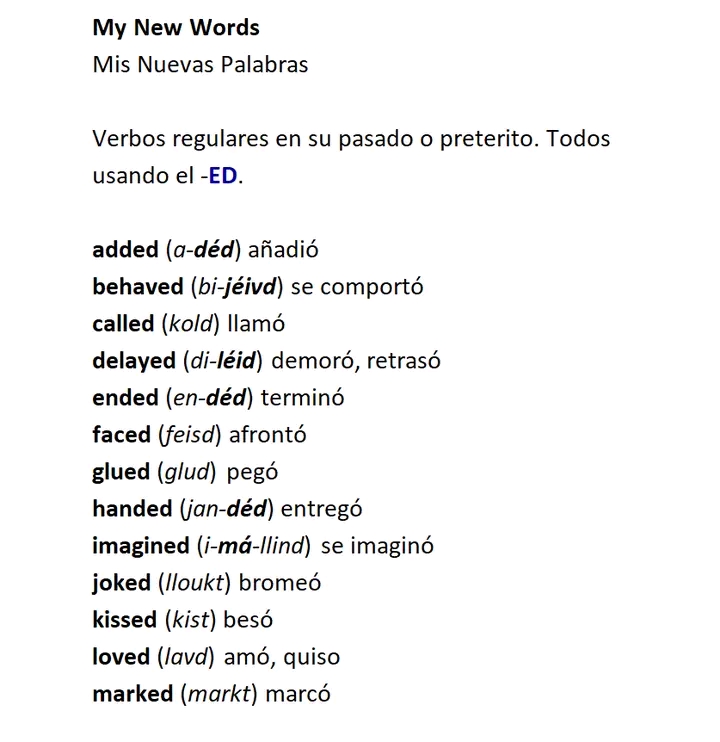 My New Words
Mis Nuevas Palabras
Verbos regulares en su pasado o preterito. Todos
usando el -ED.
added (a-déd) añadió
behaved (bi-jéivd) se comportó
called (kold) llamó
delayed (di-léid) demoró, retrasó
ended (en-déd) terminó
faced (feisd) afrontó
glued (glud) pegó
handed (jan-déd) entregó
imagined (i-má-llind) se imaginó
joked (lloukt) bromeó
kissed (kist) besó
loved (lavd) amó, quiso
marked (markt) marcó